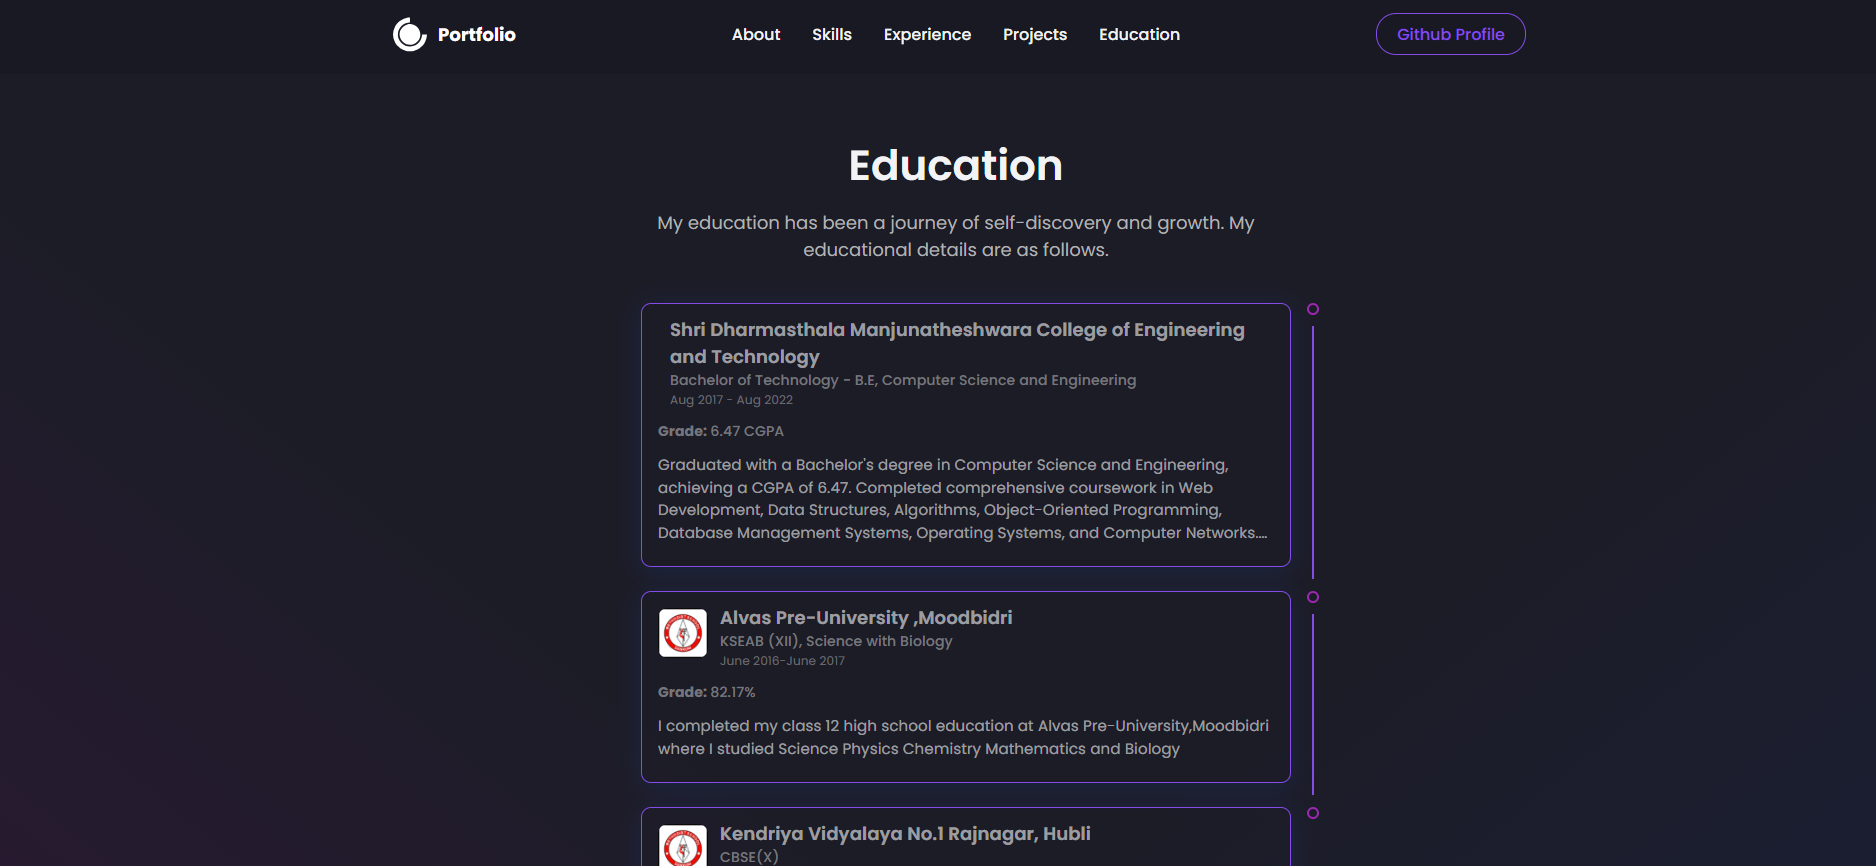 Portfolio
About Skills Experience Projects Education
Github Profile
Education
My education has been a journey of self-discovery and growth. My
educational details are as follows.
Shri Dharmasthala Manjunatheshwara College of Engineering
and Technology
Bachelor of Technology - B.E, Computer Science and Engineering
Aug 2017 - Aug 2022
Grade: 6.47 CGPA
Graduated with a Bachelor's degree in Computer Science and Engineering,
achieving a CGPA of 6.47. Completed comprehensive coursework in Web
Development, Data Structures, Algorithms, Object-Oriented Programming,
Database Management Systems, Operating Systems, and Computer Networks....
Alvas Pre-University ,Moodbidri
KSEAB (XII), Science with Biology
June 2016-June 2017
Grade: 82.17%
I completed my class 12 high school education at Alvas Pre-University,Moodbidri
where I studied Science Physics Chemistry Mathematics and Biology
Kendriya Vidyalaya No.1 Rajnagar, Hubli
CBSE(X)